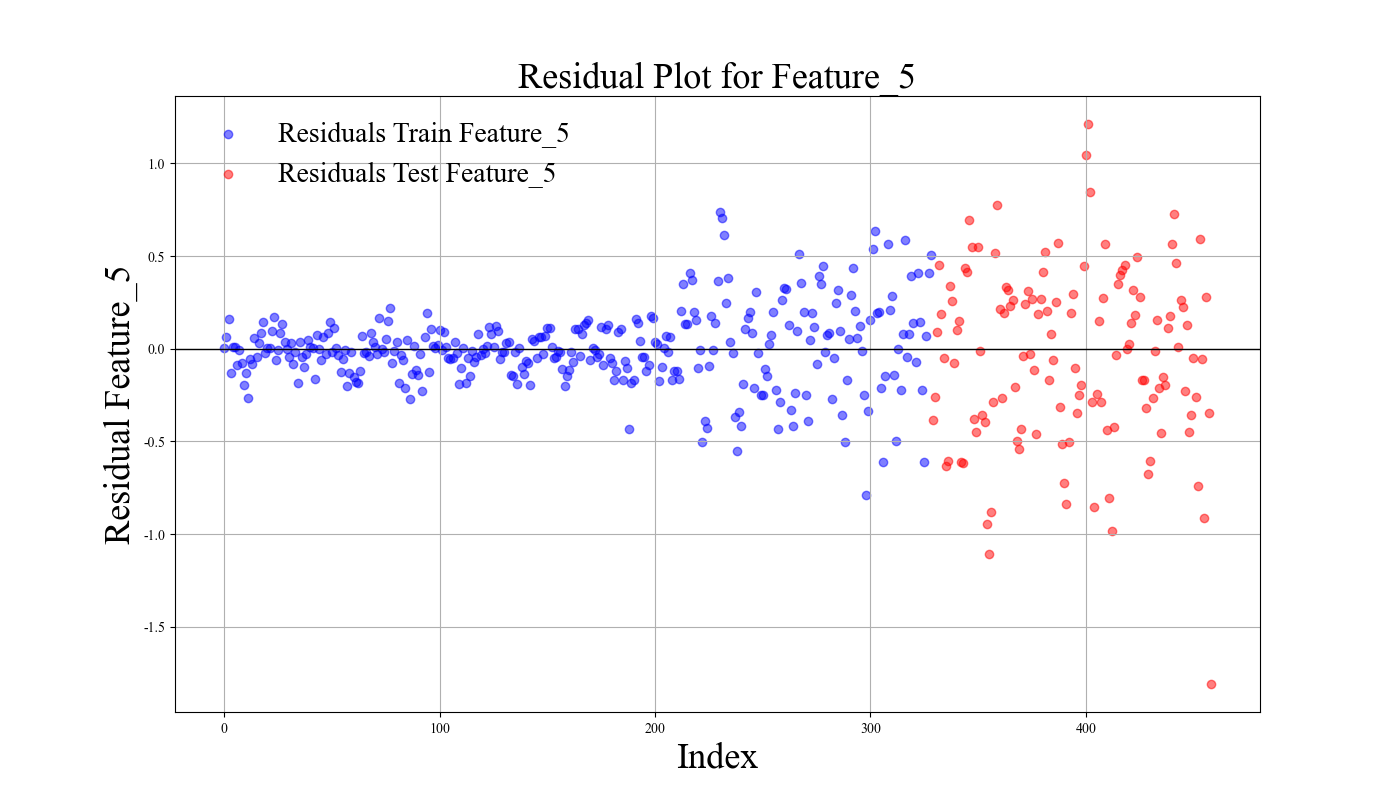 Residual Plot for Feature_5
Residuals Train Feature_5
Residuals Test Feature_5
1.0
0.5
0.0
-0.5
-1.0
-1.5
Residual Feature_5
0 100 200 300 400
Index